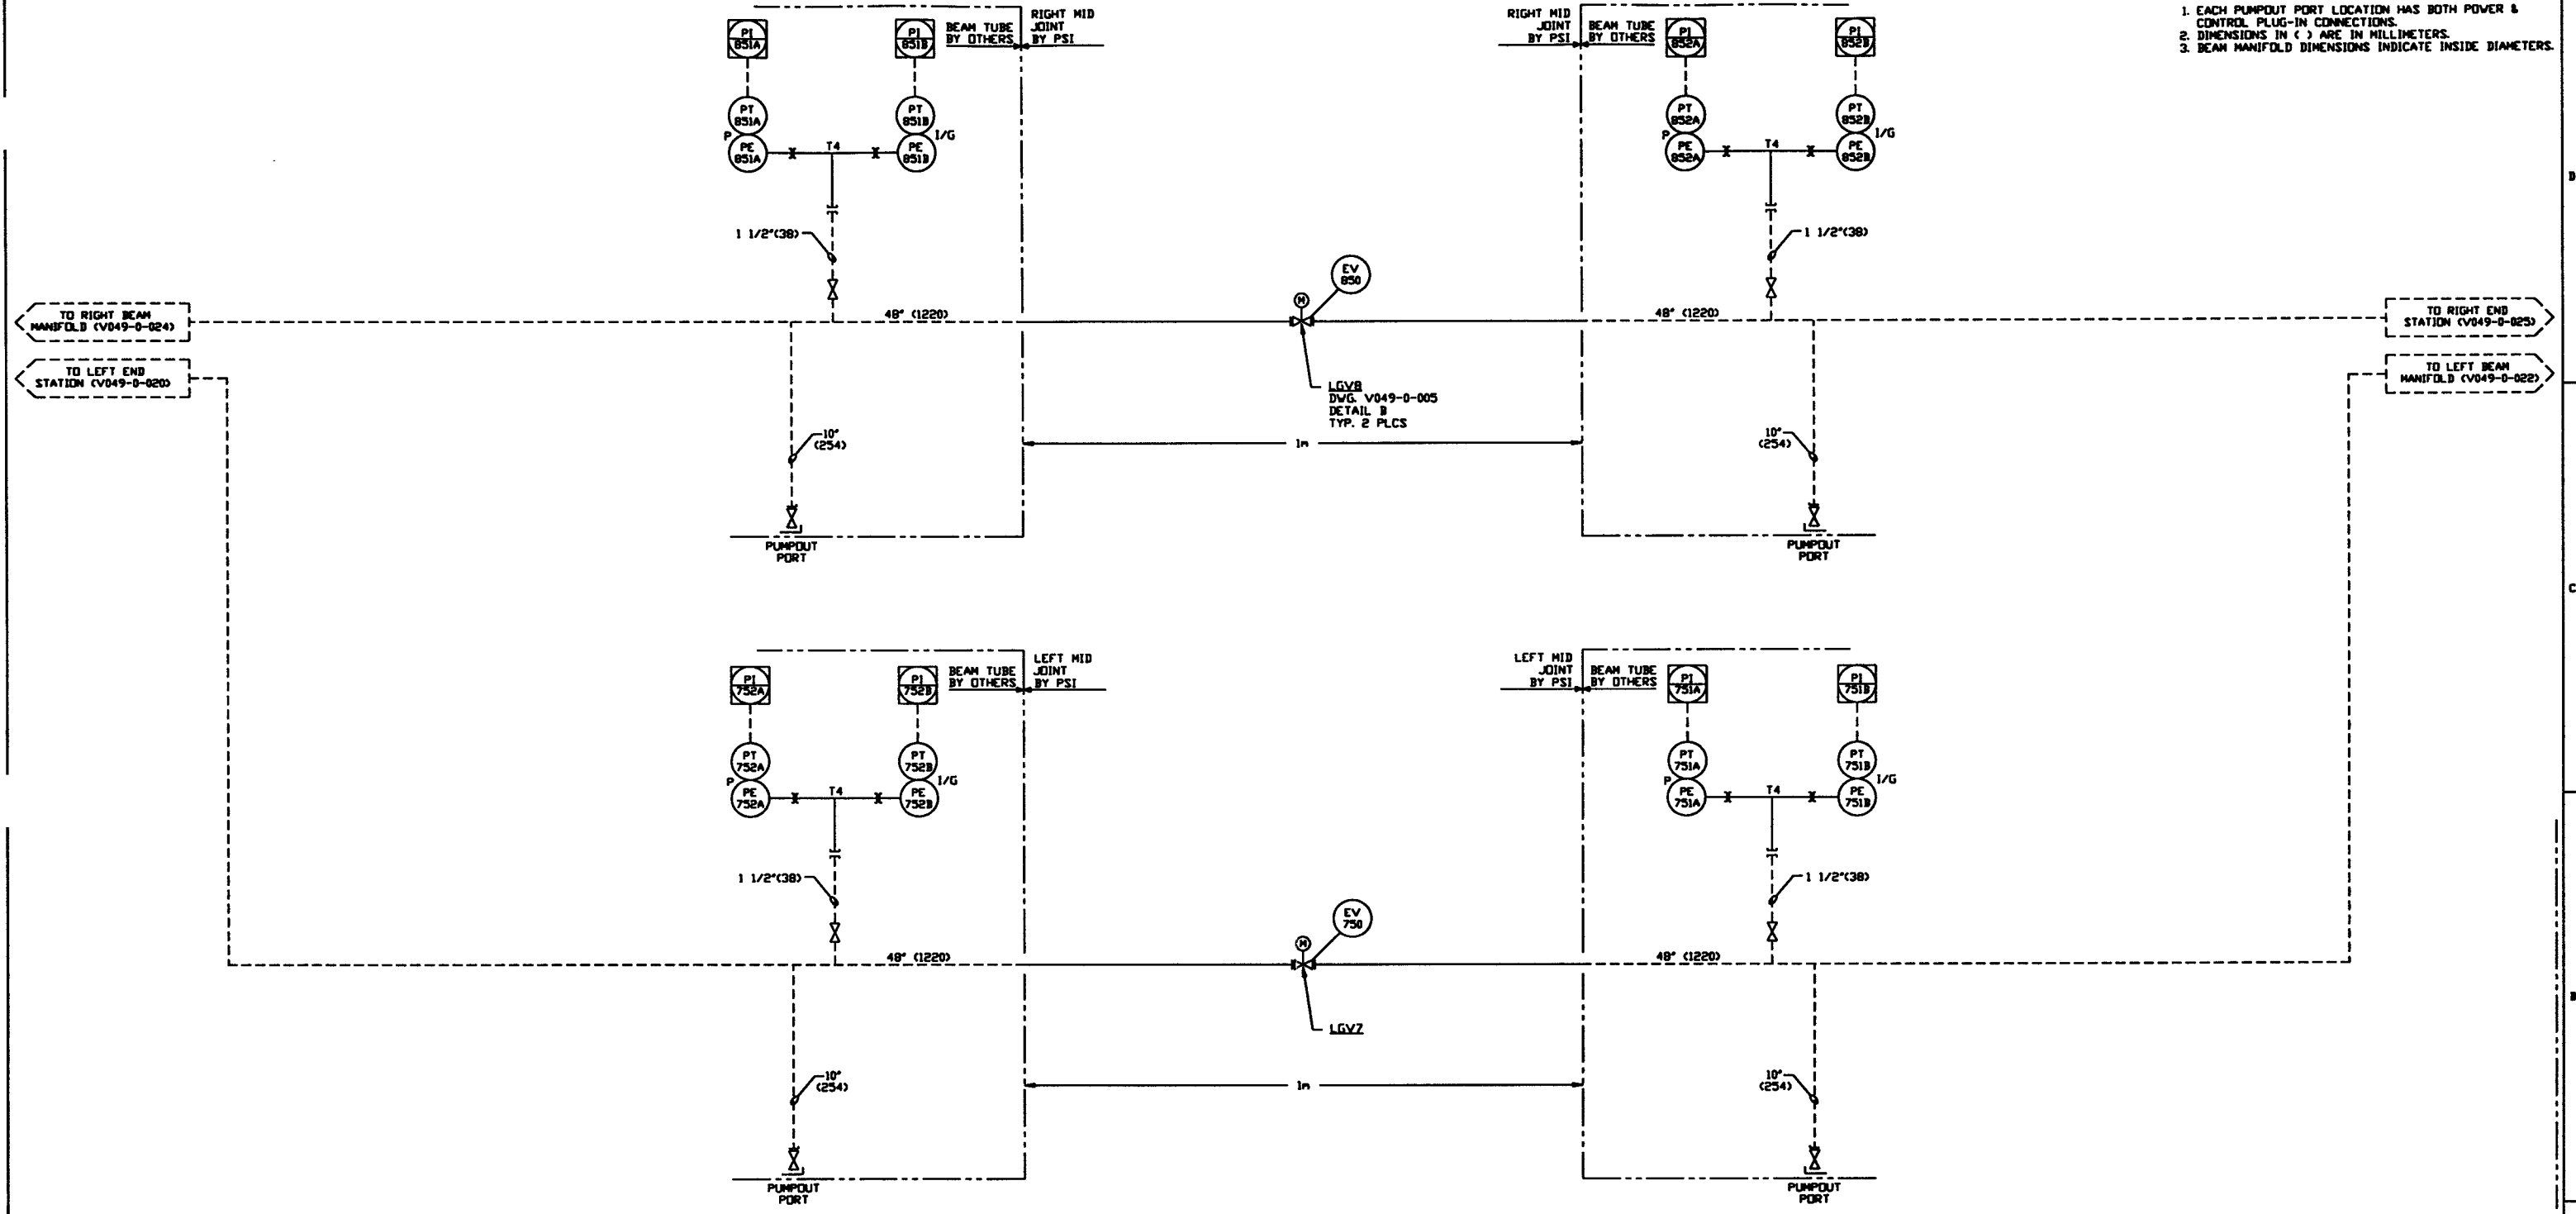 1. EACH PUMPOUT PORT LOCATION HAS BOTH POWER &
CONTROL PLUG-IN CONNECTIONS.
2. DIMENSIONS IN ( ) ARE IN MILLIMETERS.
3. BEAM MANIFOLD DIMENSIONS INDICATE INSIDE DIAMETERS.
PI
851A
PI
851B
BEAM TUBE
BY OTHERS
RIGHT MID
JOINT
BY PSI
PT
851A
PT
851B
P
I/G
PE
851A
T4
PE
851B
1 1/2"(38)
48" (1220)
10"
(254)
PUMPOUT
PORT
RIGHT MID
JOINT
BY PSI
BEAM TUBE
BY OTHERS
PI
852A
PI
852B
PT
852A
PT
852B
P
I/G
PE
852A
T4
PE
852B
1 1/2"(38)
48" (1220)
10"
(254)
PUMPOUT
PORT
EV
850
M
LGV8
DWG. V049-0-005
DETAIL B
TYP. 2 PLCS
1m
TO RIGHT BEAM
MANIFOLD (V049-0-024)
TO LEFT END
STATION (V049-0-020)
TO RIGHT END
STATION (V049-0-025)
TO LEFT BEAM
MANIFOLD (V049-0-022)
D
C
B
PI
752A
PI
752B
BEAM TUBE
BY OTHERS
LEFT MID
JOINT
BY PSI
PT
752A
PT
752B
P
I/G
PE
752A
T4
PE
752B
1 1/2"(38)
48" (1220)
10"
(254)
PUMPOUT
PORT
LEFT MID
JOINT
BY PSI
BEAM TUBE
BY OTHERS
PI
751A
PI
751B
PT
751A
PT
751B
P
I/G
PE
751A
T4
PE
751B
1 1/2"(38)
48" (1220)
10"
(254)
PUMPOUT
PORT
EV
750
M
LGV7
1m